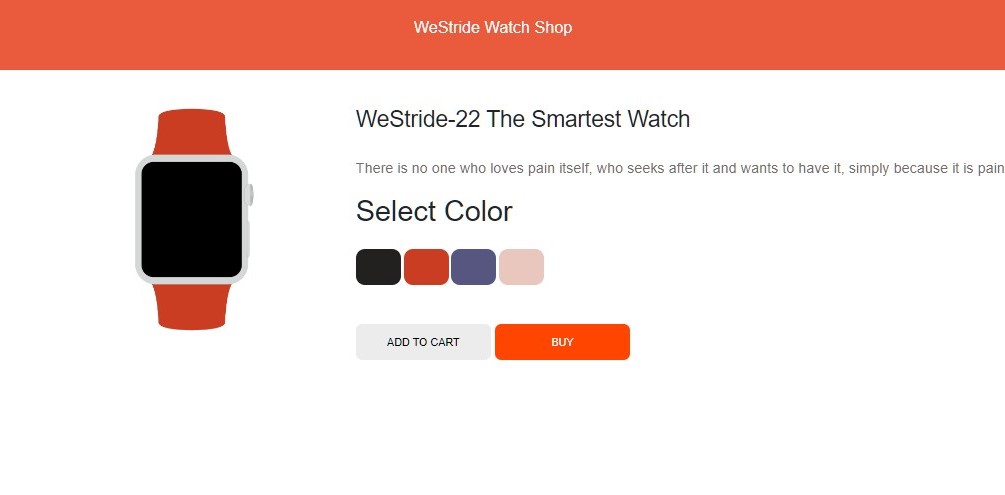 WeStride Watch Shop
WeStride-22 The Smartest Watch
There is no one who loves pain itself, who seeks after it and wants to have it, simply because it is pain
Select Color
ADD TO CART
BUY